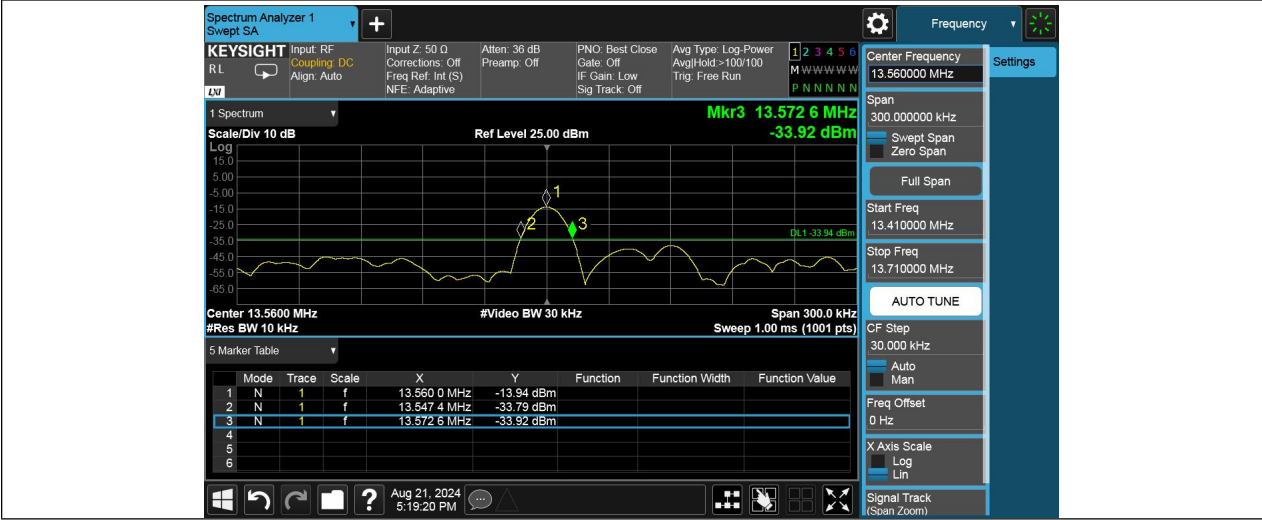 Spectrum Analyzer 1
Swept SA
Frequency
KEYSIGHT
RL
LXI
Input: RF
Coupling: DC
Align: Auto
Input Z: 50 Ω
Corrections: Off
Freq Ref: Int (S)
NFE: Adaptive
Atten: 36 dB
Preamp: Off
PNO: Best Close
Gate: Off
IF Gain: Low
Sig Track: Off
Avg Type: Log-Power
Avg|Hold:>100/100
Trig: Free Run
1 2 3 4 5 6
M W W W W W
P N N N N N
1 Spectrum
Mkr3 13.572 6 MHz
-33.92 dBm
Scale/Div 10 dB
Ref Level 25.00 dBm
Log
15.0
5.00
-5.00
-15.0
-25.0
-35.0
-45.0
-55.0
-65.0
1
2
3
DL1 -33.94 dBm
Center 13.5600 MHz
#Video BW 30 kHz
Span 300.0 kHz
#Res BW 10 kHz
Sweep 1.00 ms (1001 pts)
5 Marker Table
Mode Trace Scale X Y Function Function Width Function Value
1 N 1 f 13.560 0 MHz -13.94 dBm
2 N 1 f 13.547 4 MHz -33.79 dBm
3 N 1 f 13.572 6 MHz -33.92 dBm
4
5
6
Aug 21, 2024
5:19:20 PM
Center Frequency
13.560000 MHz
Settings
Span
300.000000 kHz
Swept Span
Zero Span
Full Span
Start Freq
13.410000 MHz
Stop Freq
13.710000 MHz
AUTO TUNE
CF Step
30.000 kHz
Auto
Man
Freq Offset
0 Hz
X Axis Scale
Log
Lin
Signal Track
(Span Zoom)